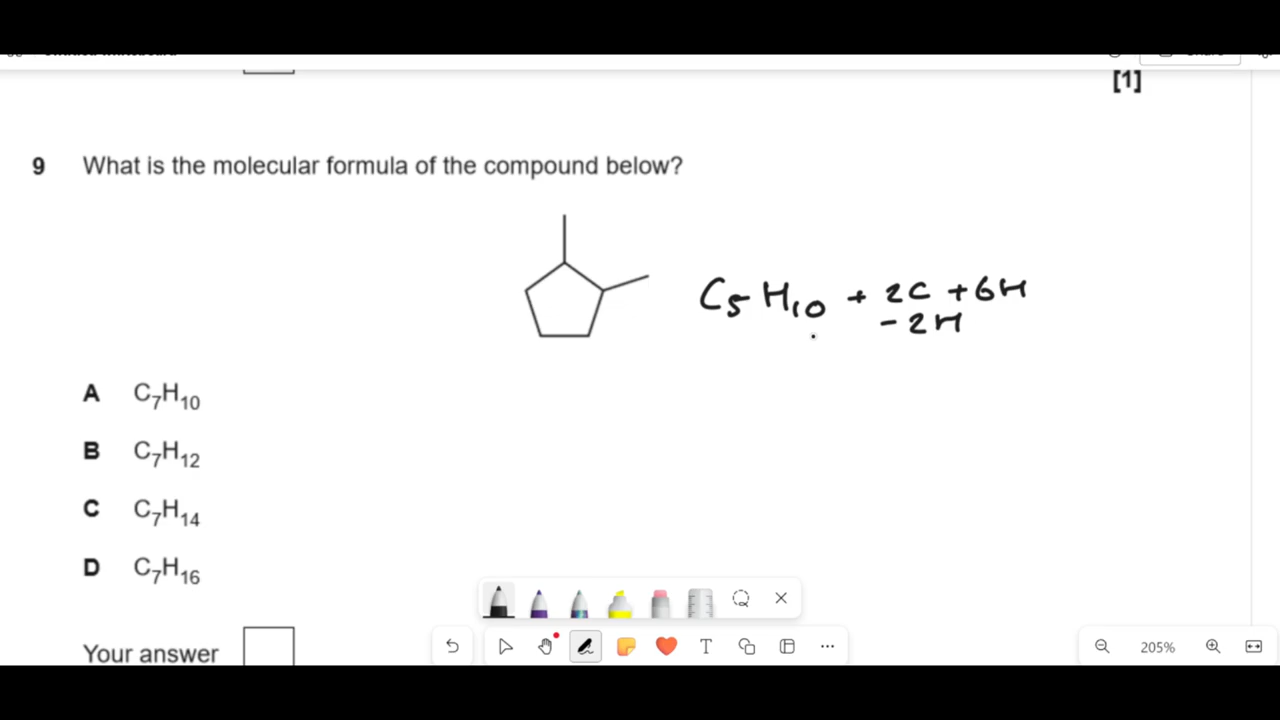 [1]
9 What is the molecular formula of the compound below?
C₅H₁₀ + 2C + 6H
- 2H
A C₇H₁₀
B C₇H₁₂
C C₇H₁₄
D C₇H₁₆
Your answer
T
205%